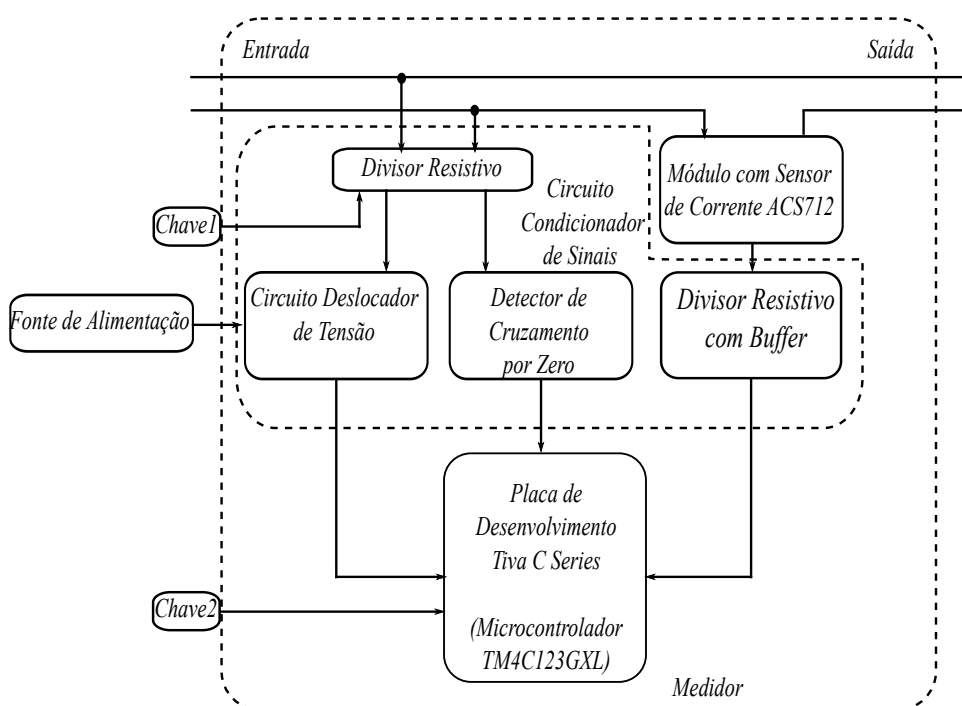 Entrada
Saída
Divisor Resistivo
Módulo com Sensor
de Corrente ACS712
Circuito
Condicionador
de Sinais
Chave1
Fonte de Alimentação
Circuito Deslocador
de Tensão
Detector de
Cruzamento
por Zero
Divisor Resistivo
com Buffer
Placa de
Desenvolvimento
Tiva C Series
(Microcontrolador
TM4C123GXL)
Chave2
Medidor